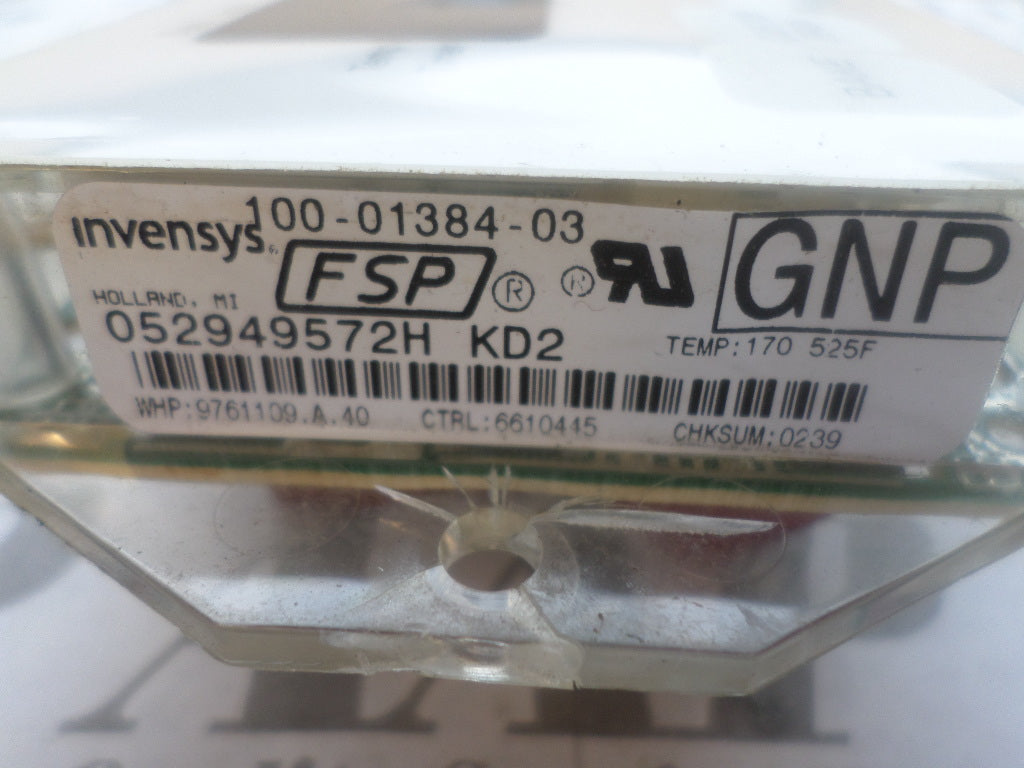 invensys 100-01384-03
FSP ® ® RU GNP
HOLLAND, MI
052949572H KD2
TEMP:170 525F
WHP:9761109.A.40 CTRL:6610445 CHKSUM:0239